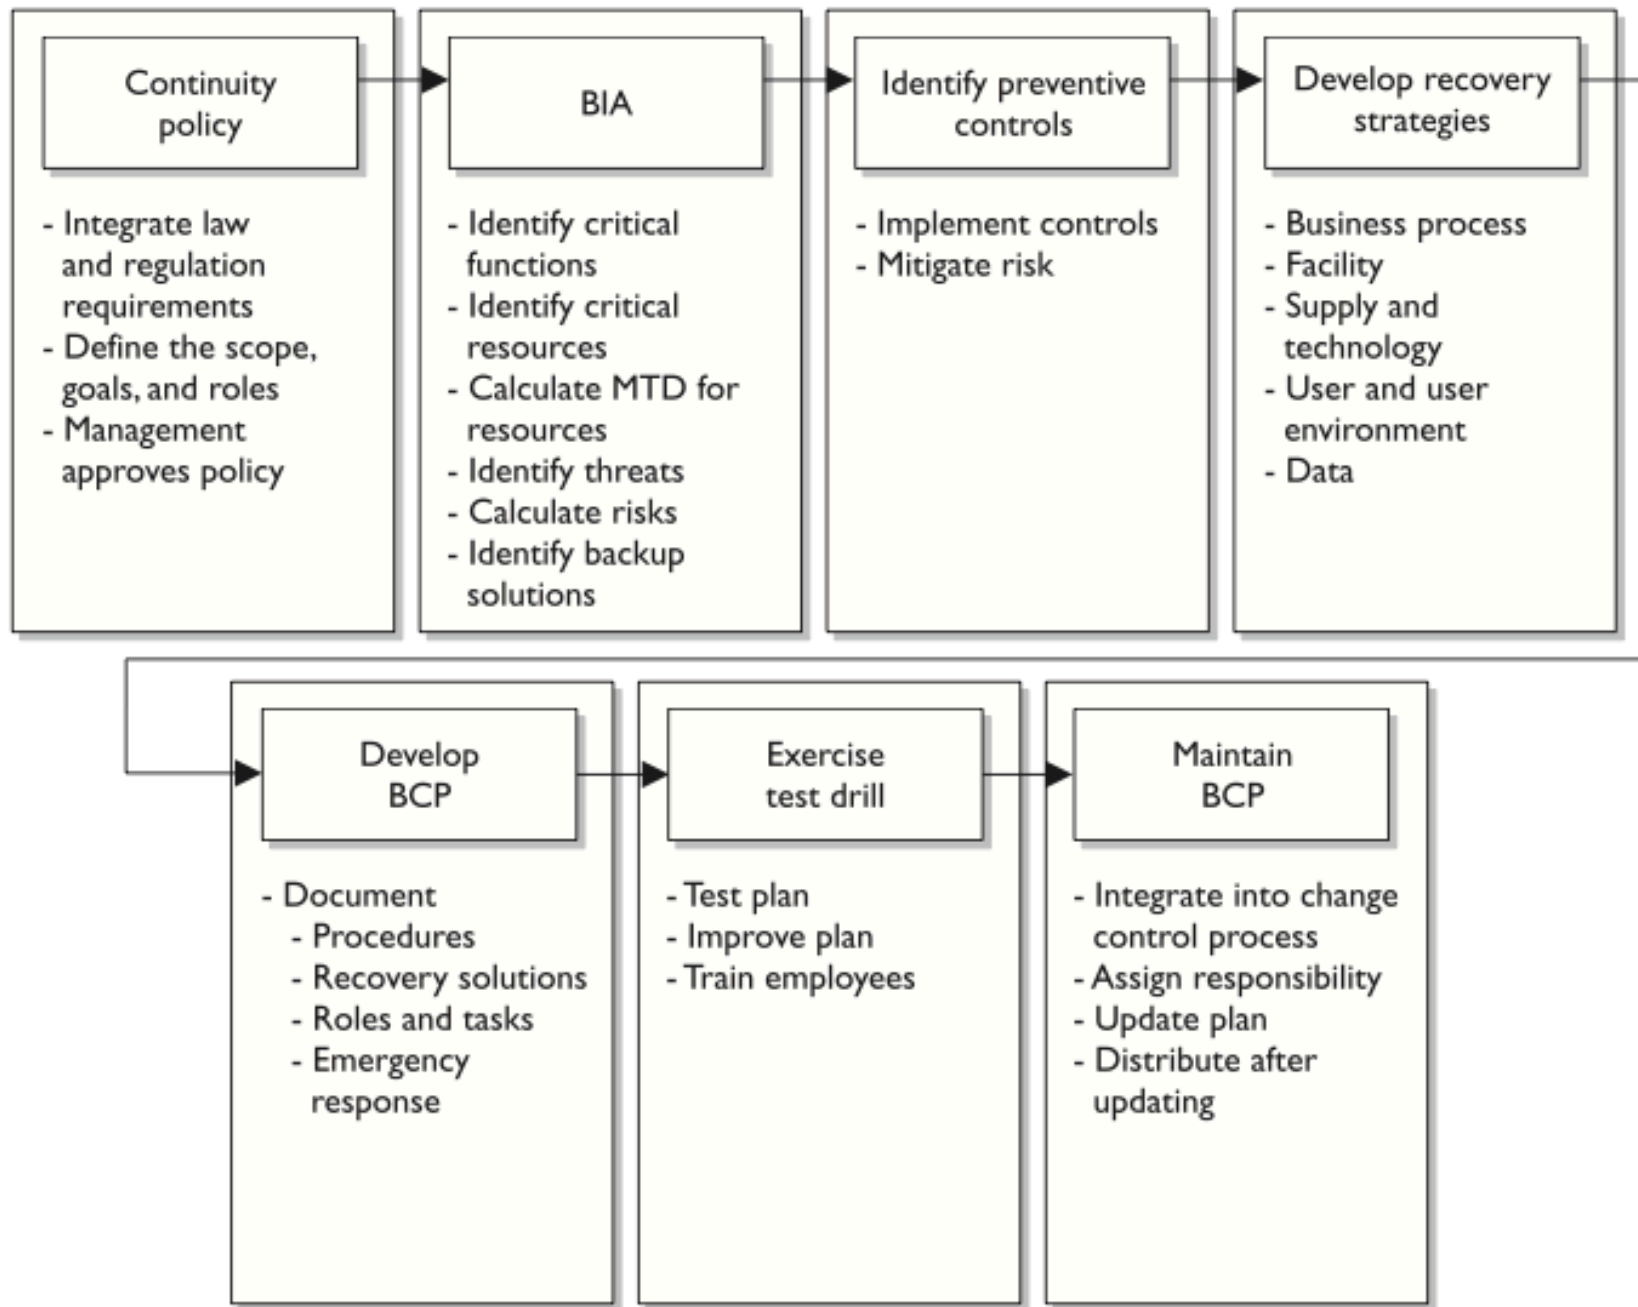 Continuity
policy
- Integrate law
and regulation
requirements
- Define the scope,
goals, and roles
- Management
approves policy
BIA
- Identify critical
functions
- Identify critical
resources
- Calculate MTD for
resources
- Identify threats
- Calculate risks
- Identify backup
solutions
Identify preventive
controls
- Implement controls
- Mitigate risk
Develop recovery
strategies
- Business process
- Facility
- Supply and
technology
- User and user
environment
- Data
Develop
BCP
- Document
- Procedures
- Recovery solutions
- Roles and tasks
- Emergency
response
Exercise
test drill
- Test plan
- Improve plan
- Train employees
Maintain
BCP
- Integrate into change
control process
- Assign responsibility
- Update plan
- Distribute after
updating